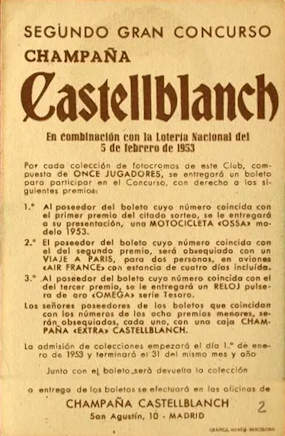 SEGUNDO GRAN CONCURSO
CHAMPAÑA
Castellblanch
En combinación con la Lotería Nacional del
5 de febrero de 1953
Por cada colección de fotocromos de este Club, com-
puesta de ONCE JUGADORES, se entregará un boleto
para participar en el Concurso, con derecho a los si-
guientes premios:
1.º Al poseedor del boleto cuyo número coincida con
el primer premio del citado sorteo, se le entregará
a su presentación, una MOTOCICLETA «OSSA» mo-
delo 1953.
2.º El poseedor del boleto cuyo número coincida con
el del segundo premio, será obsequiado con un
VIAJE A PARIS, para dos personas, en aviones
«AIR FRANCE» con estancia de cuatro días incluida.
3.º Al poseedor del boleto cuyo número coincida con el
del tercer premio, se le entregará un RELOJ pulse-
ra de oro «OMEGA» serie Tesoro.
Los señores poseedores de los boletos que coincidan
con los números de los ocho premios menores, se-
rán obsequiados, cada uno, con una caja CHAM-
PAÑA «EXTRA» CASTELLBLANCH.
La admisión de colecciones empezará el 1.º de ene-
ro de 1953 y terminará el 31 del mismo mes y año
Junto con el boleto será devuelta la colección
a entrega de los boletos se efectuará en las oficinas de
CHAMPAÑA CASTELLBLANCH
San Agustín, 10 - MADRID
2